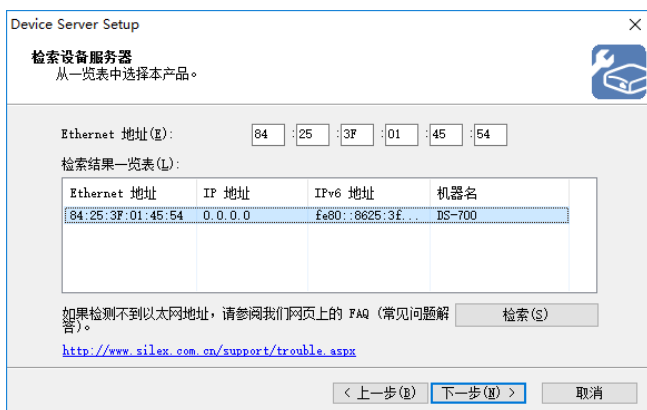 Device Server Setup
检索设备服务器
从一览表中选择本产品。
Ethernet 地址(E): 84 :25 :3F :01 :45 :54
检索结果一览表(L):
Ethernet 地址 IP 地址 IPv6 地址 机器名
84:25:3F:01:45:54 0.0.0.0 fe80::8625:3f... DS-700
如果检测不到以太网地址，请参阅我们网页上的 FAQ (常见问题解
答)。
检索(S)
http://www.silex.com.cn/support/trouble.aspx
< 上一步(B) 下一步(N) > 取消